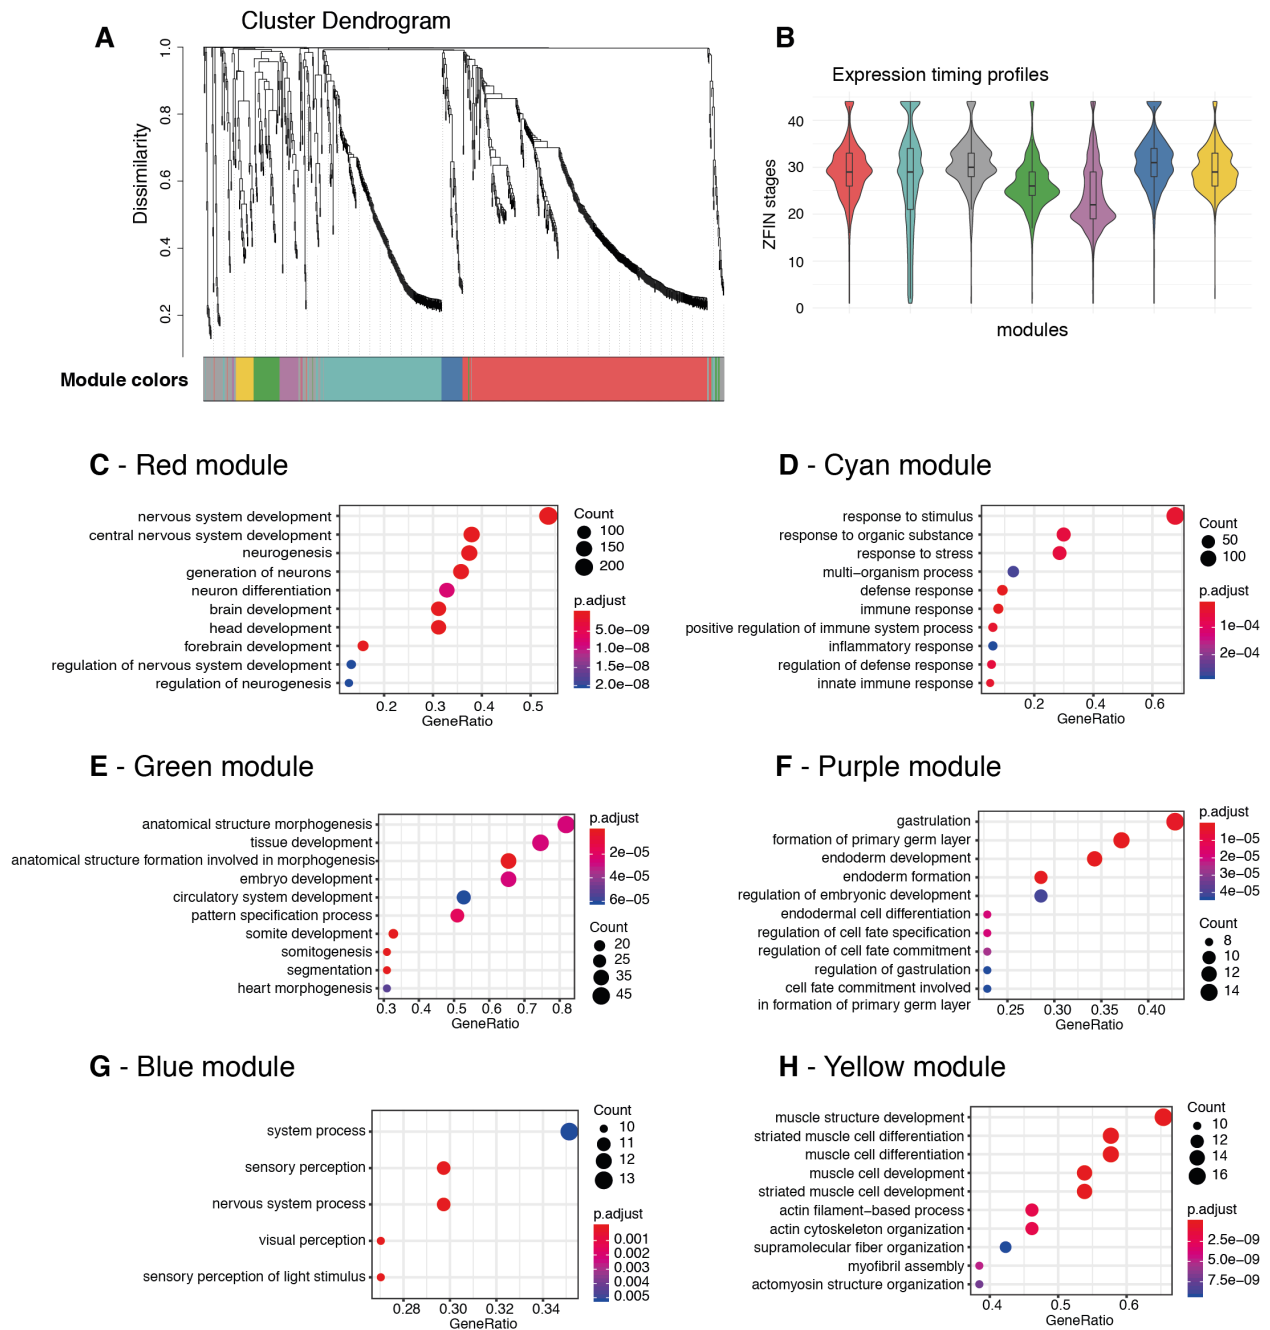 A
Cluster Dendrogram
Dissimilarity
1.0
0.8
0.6
0.4
0.2
Module colors
B
Expression timing profiles
ZFIN stages
40
30
20
10
0
modules
C - Red module
nervous system development
central nervous system development
neurogenesis
generation of neurons
neuron differentiation
brain development
head development
forebrain development
regulation of nervous system development
regulation of neurogenesis
0.2 0.3 0.4 0.5
GeneRatio
Count
100
150
200
p.adjust
5.0e−09
1.0e−08
1.5e−08
2.0e−08
D - Cyan module
response to stimulus
response to organic substance
response to stress
multi−organism process
defense response
immune response
positive regulation of immune system process
inflammatory response
regulation of defense response
innate immune response
0.2 0.4 0.6
GeneRatio
Count
50
100
p.adjust
1e−04
2e−04
E - Green module
anatomical structure morphogenesis
tissue development
anatomical structure formation involved in morphogenesis
embryo development
circulatory system development
pattern specification process
somite development
somitogenesis
segmentation
heart morphogenesis
0.3 0.4 0.5 0.6 0.7 0.8
GeneRatio
p.adjust
2e−05
4e−05
6e−05
Count
20
25
35
45
F - Purple module
gastrulation
formation of primary germ layer
endoderm development
endoderm formation
regulation of embryonic development
endodermal cell differentiation
regulation of cell fate specification
regulation of cell fate commitment
regulation of gastrulation
cell fate commitment involved
in formation of primary germ layer
0.25 0.30 0.35 0.40
GeneRatio
p.adjust
1e−05
2e−05
3e−05
4e−05
Count
8
10
12
14
G - Blue module
system process
sensory perception
nervous system process
visual perception
sensory perception of light stimulus
0.28 0.30 0.32 0.34
GeneRatio
Count
10
11
12
13
p.adjust
0.001
0.002
0.003
0.004
0.005
H - Yellow module
muscle structure development
striated muscle cell differentiation
muscle cell differentiation
muscle cell development
striated muscle cell development
actin filament−based process
actin cytoskeleton organization
supramolecular fiber organization
myofibril assembly
actomyosin structure organization
0.4 0.5 0.6
GeneRatio
Count
10
12
14
16
p.adjust
2.5e−09
5.0e−09
7.5e−09